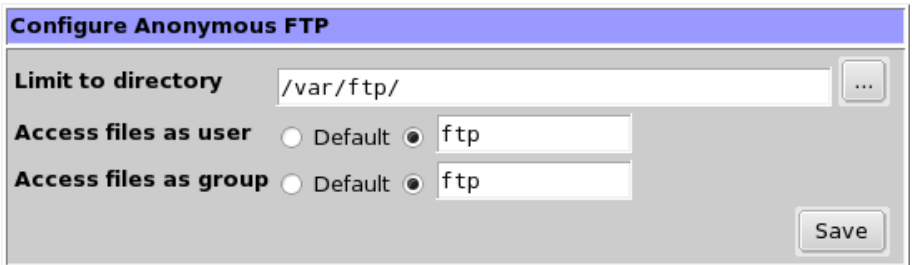 Configure Anonymous FTP
Limit to directory /var/ftp/ ...
Access files as user Default ftp
Access files as group Default ftp
Save